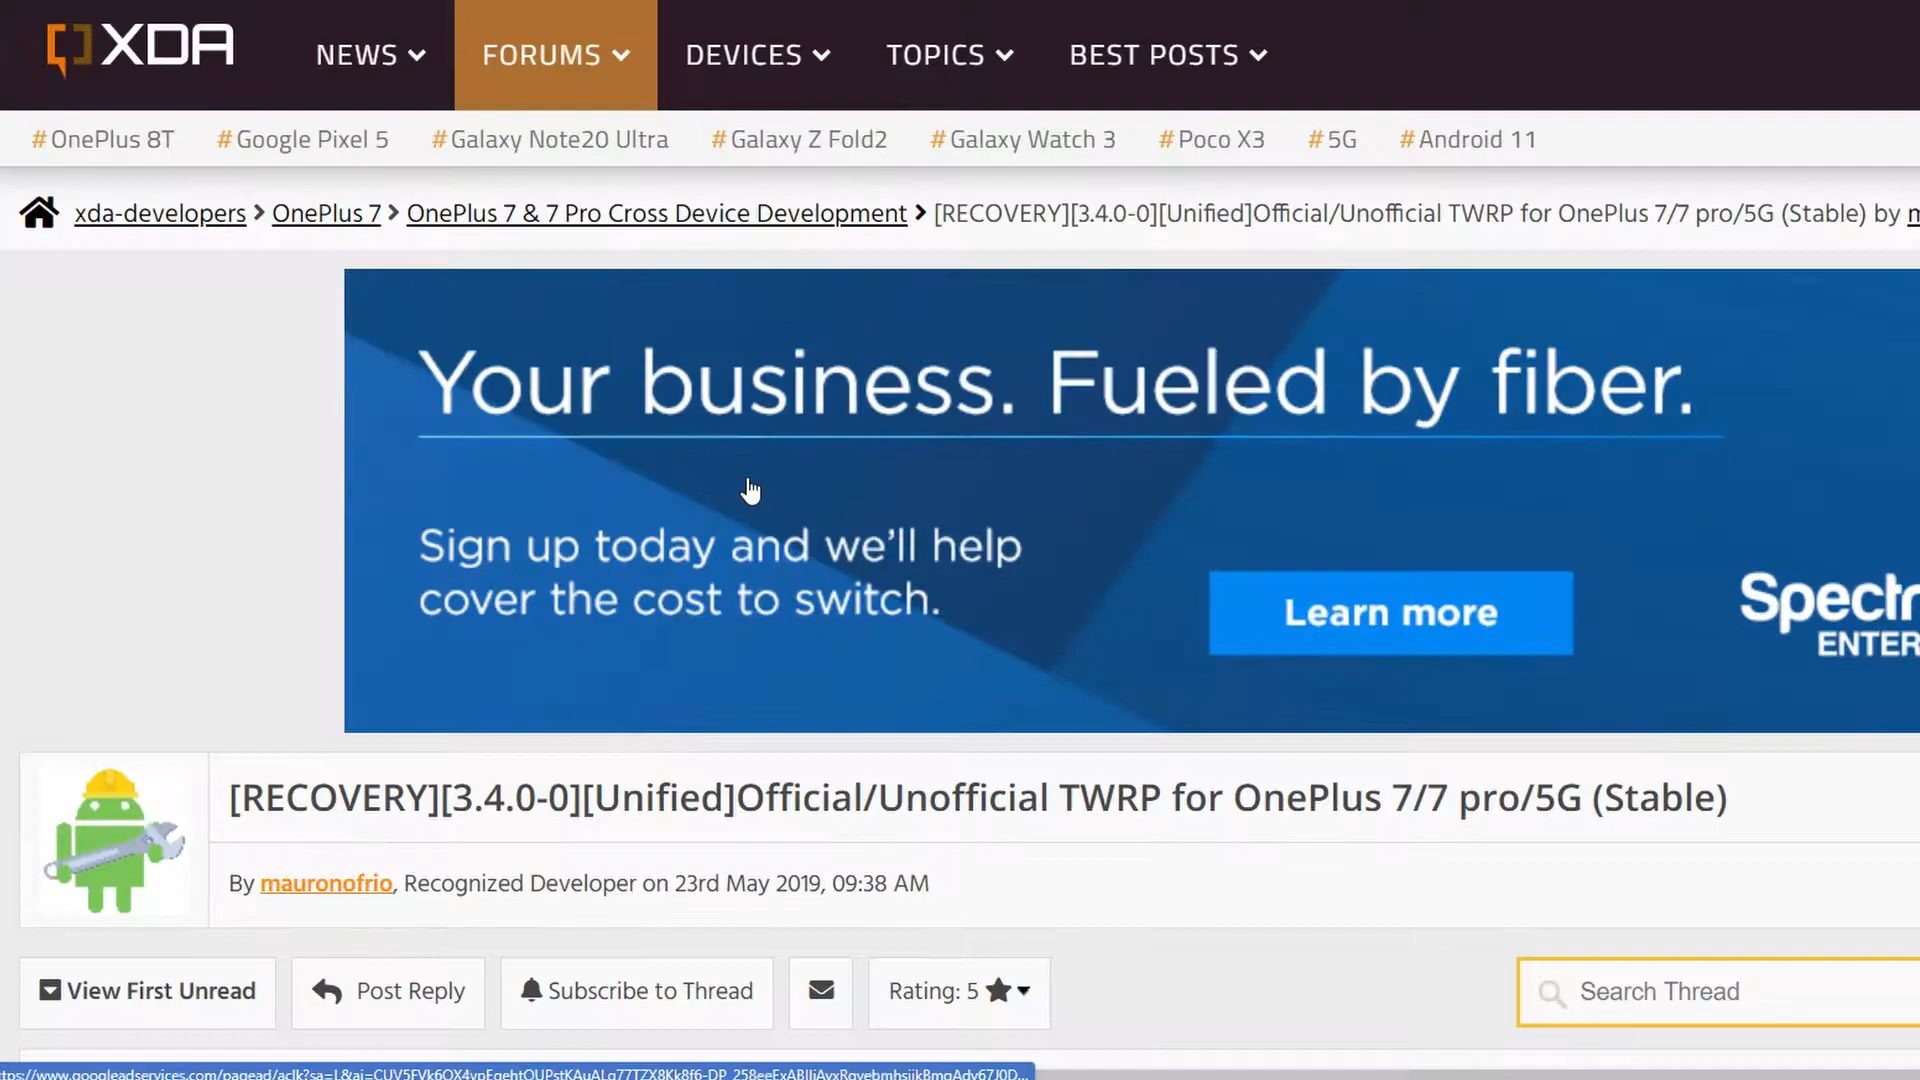 XDA
NEWS
FORUMS
DEVICES
TOPICS
BEST POSTS
#OnePlus 8T
#Google Pixel 5
#Galaxy Note20 Ultra
#Galaxy Z Fold2
#Galaxy Watch 3
#Poco X3
#5G
#Android 11
xda-developers > OnePlus 7 > OnePlus 7 & 7 Pro Cross Device Development > [RECOVERY][3.4.0-0][Unified]Official/Unofficial TWRP for OnePlus 7/7 pro/5G (Stable) by
Your business. Fueled by fiber.
Sign up today and we'll help
cover the cost to switch.
Learn more
[RECOVERY][3.4.0-0][Unified]Official/Unofficial TWRP for OnePlus 7/7 pro/5G (Stable)
By mauronofrio, Recognized Developer on 23rd May 2019, 09:38 AM
View First Unread
Post Reply
Subscribe to Thread
Rating: 5
Search Thread